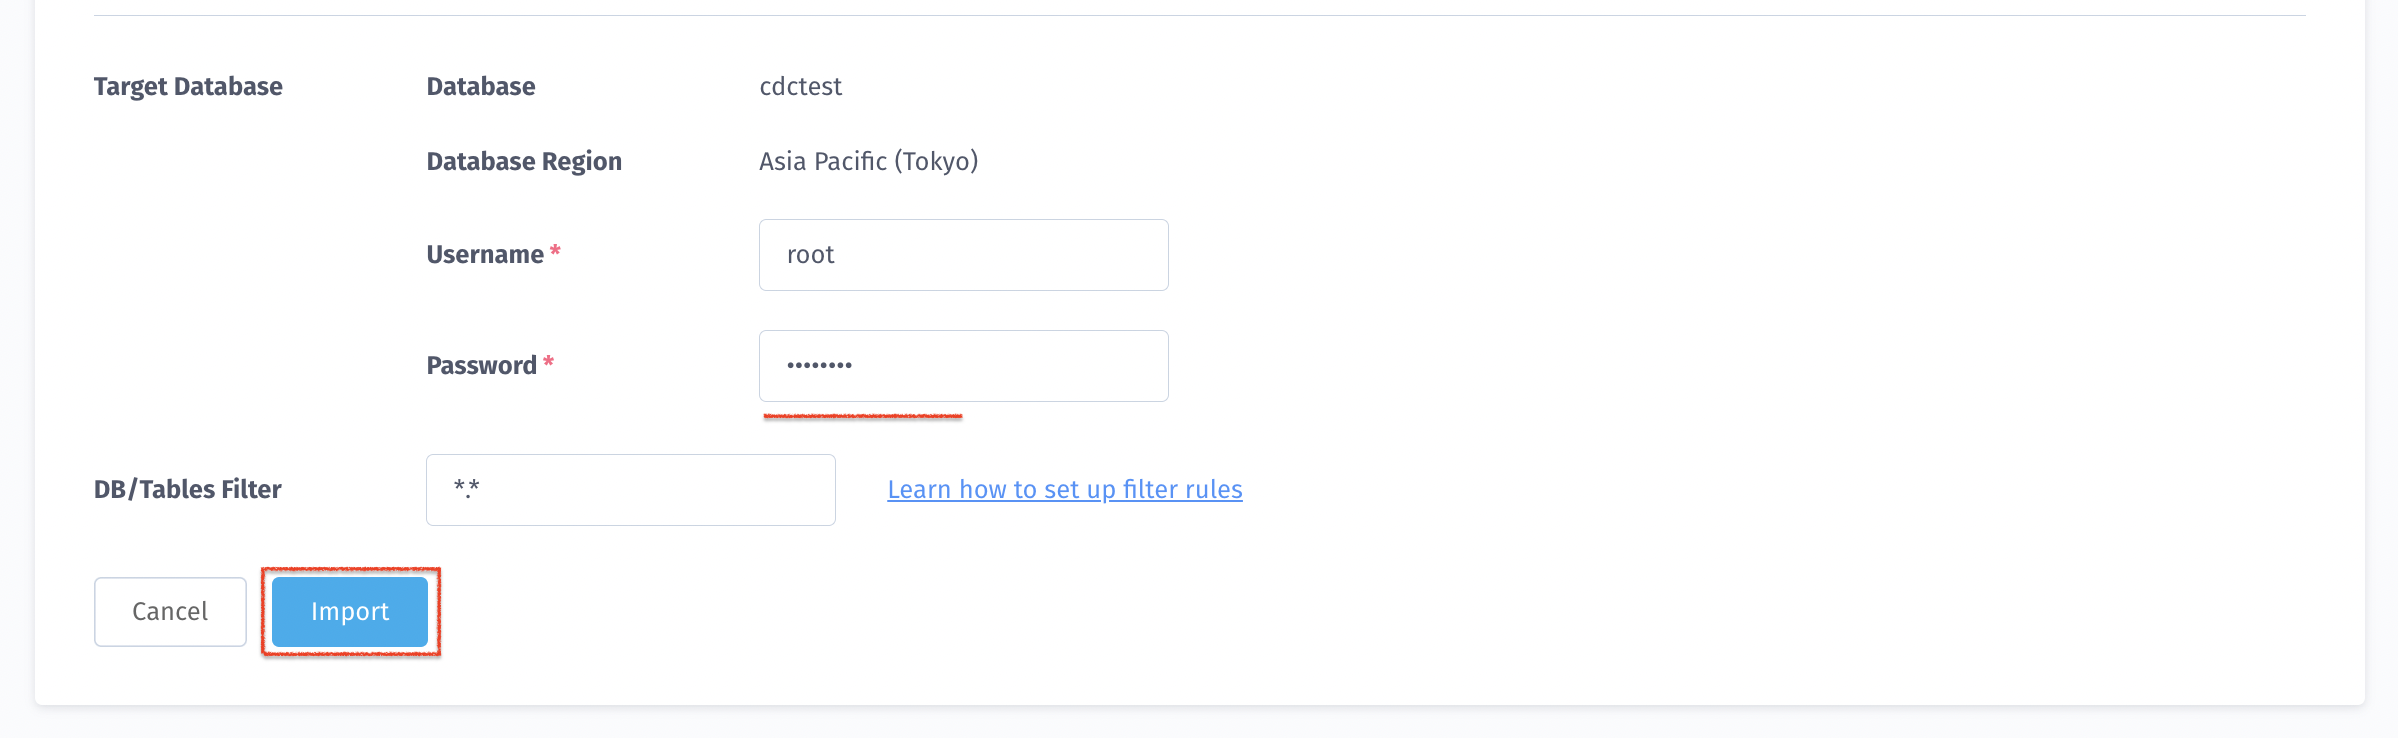 Target Database Database cdctest
Database Region Asia Pacific (Tokyo)
Username * root
Password * ••••••••
DB/Tables Filter *.* Learn how to set up filter rules
Cancel Import